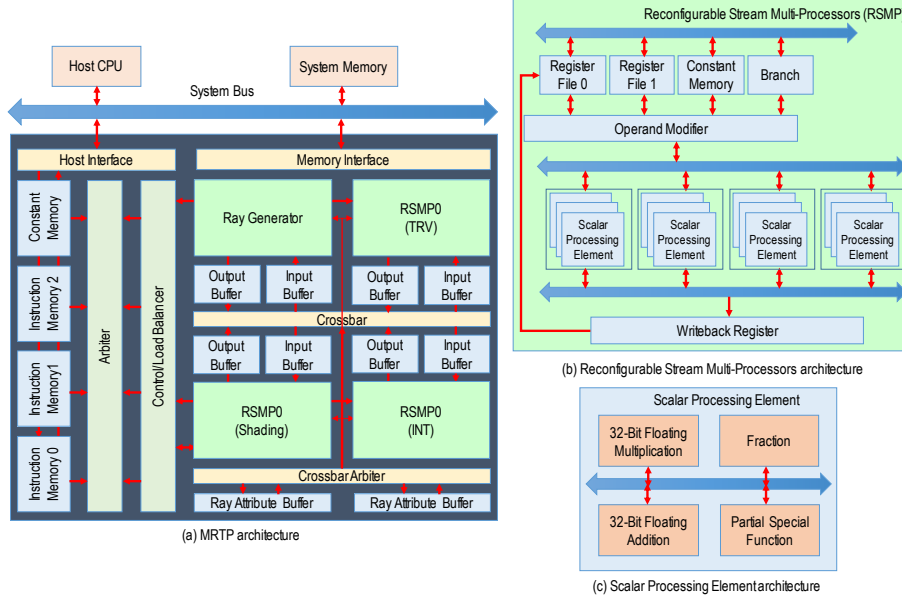 Host CPU
System Memory
System Bus
Host Interface
Memory Interface
Constant
Memory
Instruction
Memory 2
Instruction
Memory1
Instruction
Memory 0
Arbiter
Control/Load Balancer
Ray Generator
RSMP0
(TRV)
Output
Buffer
Input
Buffer
Output
Buffer
Input
Buffer
Crossbar
Output
Buffer
Input
Buffer
Output
Buffer
Input
Buffer
RSMP0
(Shading)
RSMP0
(INT)
Crossbar Arbiter
Ray Attribute Buffer
Ray Attribute Buffer
(a) MRTP architecture
Reconfigurable Stream Multi-Processors (RSMP
Register
File 0
Register
File 1
Constant
Memory
Branch
Operand Modifier
Scalar
Processing
Element
Scalar
Processing
Element
Scalar
Processing
Element
Scalar
Processing
Element
Writeback Register
(b) Reconfigurable Stream Multi-Processors architecture
Scalar Processing Element
32-Bit Floating
Multiplication
Fraction
32-Bit Floating
Addition
Partial Special
Function
(c) Scalar Processing Element architecture